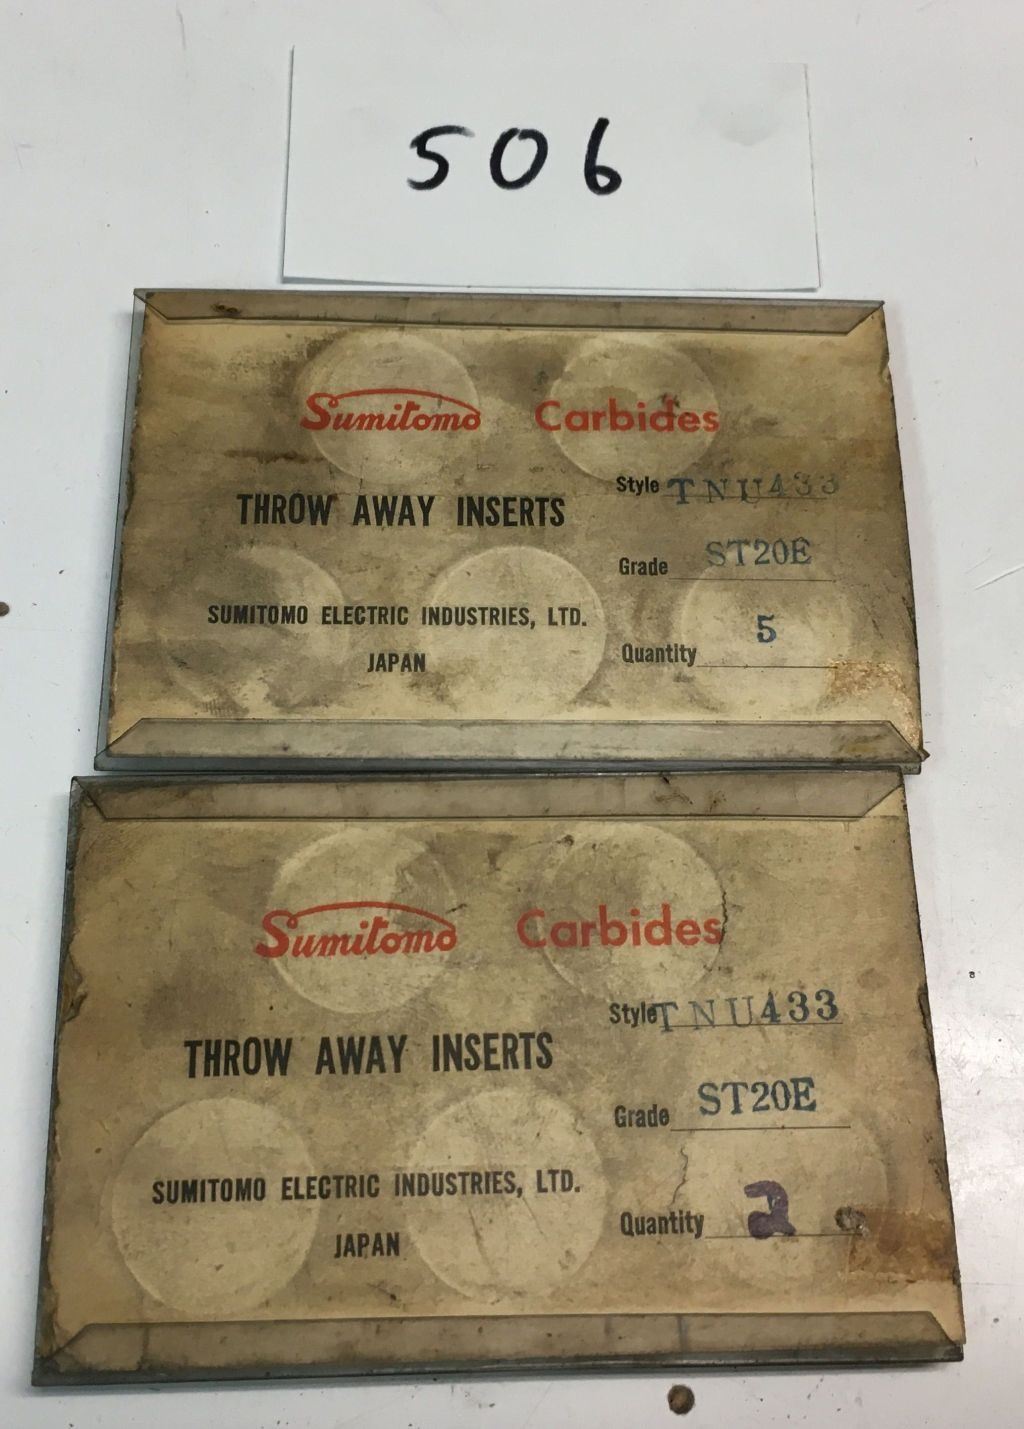 506
Sumitomo Carbides
Style TNU433
THROW AWAY INSERTS
Grade ST20E
SUMITOMO ELECTRIC INDUSTRIES, LTD.
JAPAN
Quantity 5
Sumitomo Carbides
Style TNU433
THROW AWAY INSERTS
Grade ST20E
SUMITOMO ELECTRIC INDUSTRIES, LTD.
JAPAN
Quantity 2